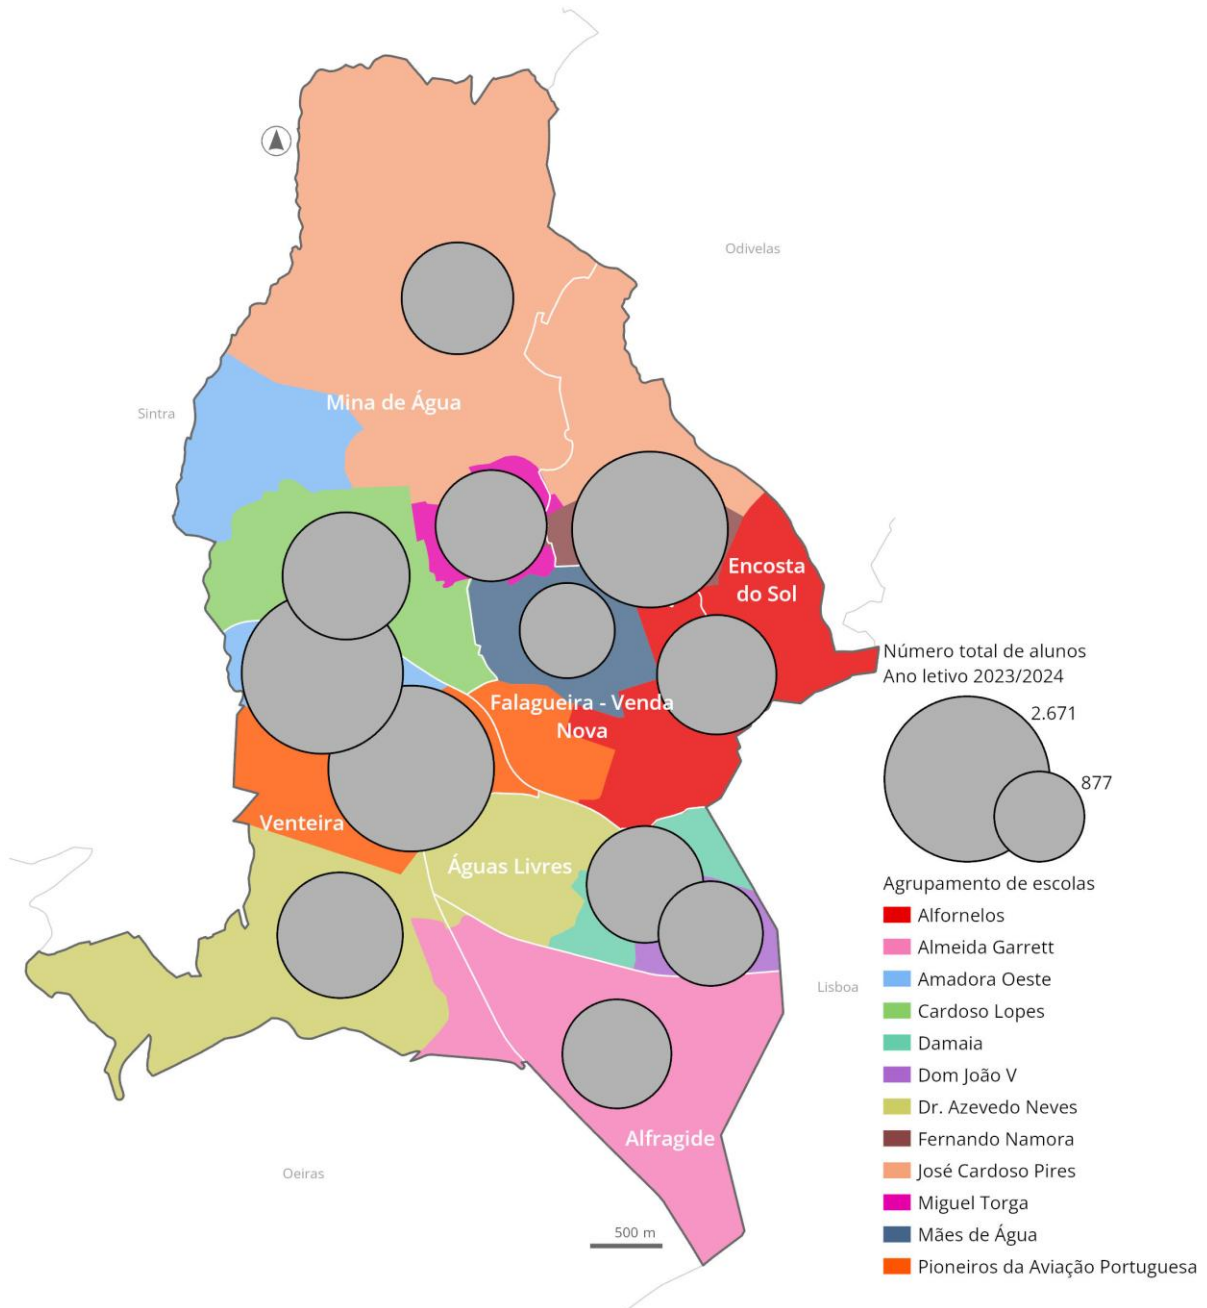 Odivelas
Sintra
Mina de Água
Encosta
do Sol
Falagueira - Venda
Nova
Venteira
Águas Livres
Lisboa
Alfragide
Oeiras
500 m
Número total de alunos
Ano letivo 2023/2024
2.671
877
Agrupamento de escolas
Alfornelos
Almeida Garrett
Amadora Oeste
Cardoso Lopes
Damaia
Dom João V
Dr. Azevedo Neves
Fernando Namora
José Cardoso Pires
Miguel Torga
Mães de Água
Pioneiros da Aviação Portuguesa